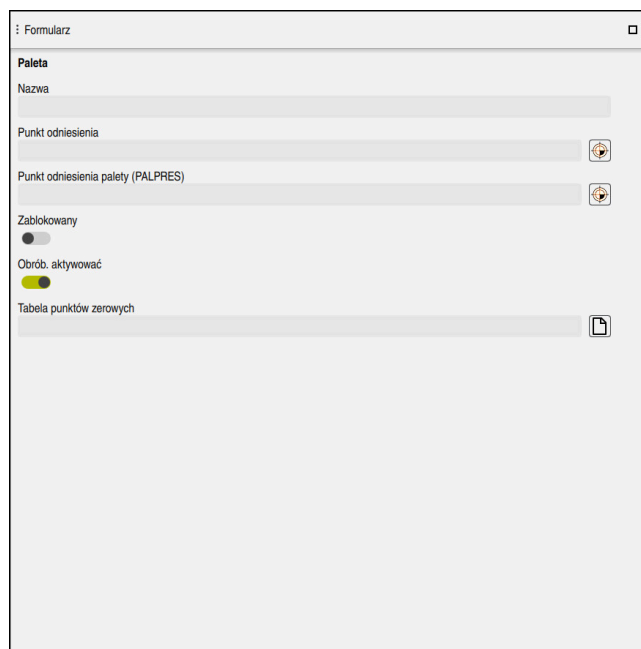 Formularz
Paleta
Nazwa
Punkt odniesienia
Punkt odniesienia palety (PALPRES)
Zablokowany
Obrób. aktywować
Tabela punktów zerowych